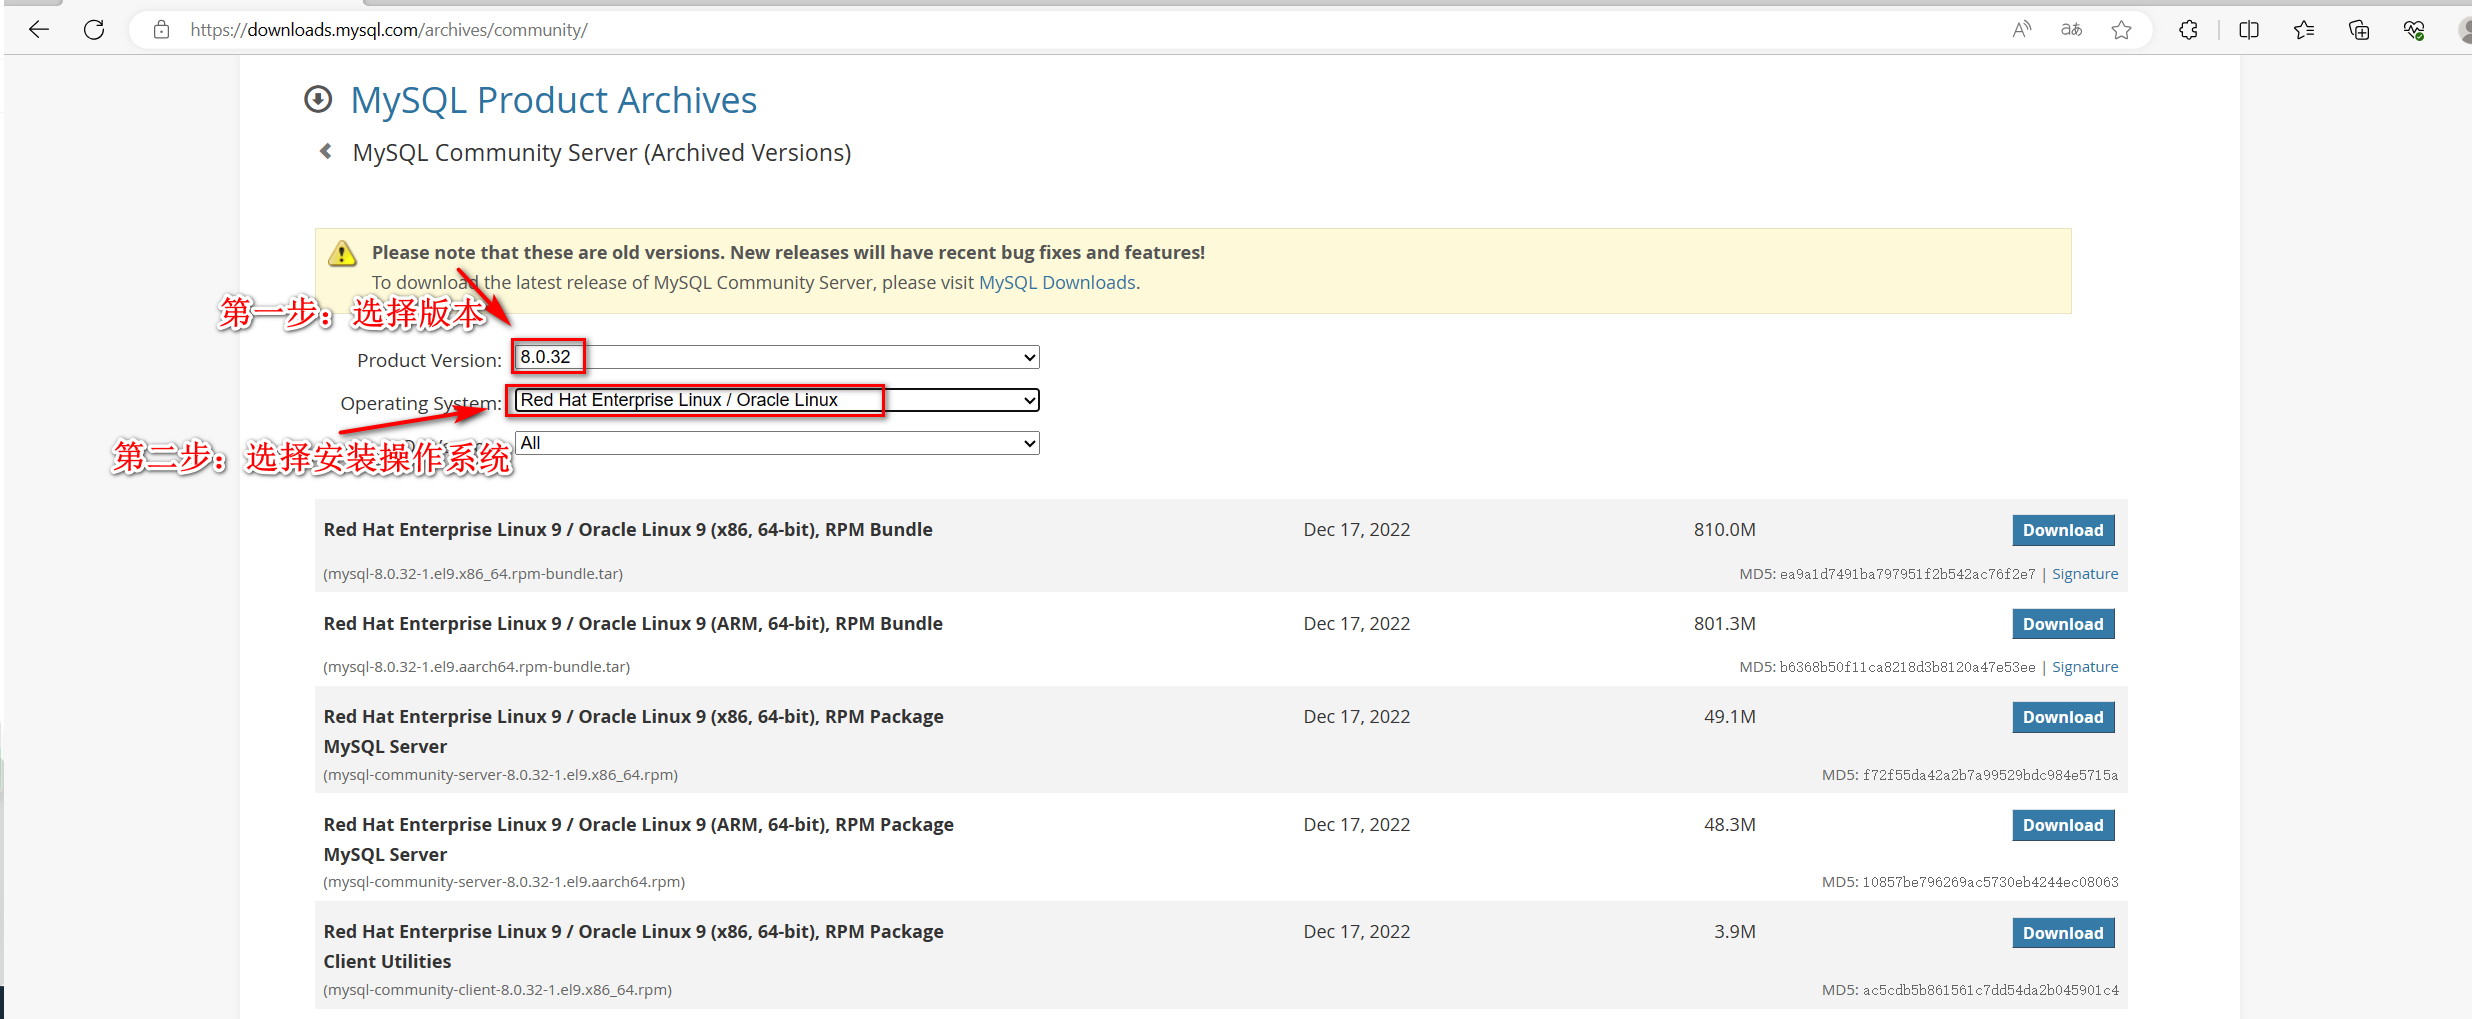 https://downloads.mysql.com/archives/community/
MySQL Product Archives
MySQL Community Server (Archived Versions)
Please note that these are old versions. New releases will have recent bug fixes and features!
To download the latest release of MySQL Community Server, please visit MySQL Downloads.
第一步：选择版本
Product Version: 8.0.32
Operating System: Red Hat Enterprise Linux / Oracle Linux
第二步：选择安装操作系统
All
Red Hat Enterprise Linux 9 / Oracle Linux 9 (x86, 64-bit), RPM Bundle Dec 17, 2022 810.0M Download
(mysql-8.0.32-1.el9.x86_64.rpm-bundle.tar) MD5: ea9a1d7491ba797951f2b542ac76f2e7 | Signature
Red Hat Enterprise Linux 9 / Oracle Linux 9 (ARM, 64-bit), RPM Bundle Dec 17, 2022 801.3M Download
(mysql-8.0.32-1.el9.aarch64.rpm-bundle.tar) MD5: b6368b50f11ca8218d3b8120a47e53ee | Signature
Red Hat Enterprise Linux 9 / Oracle Linux 9 (x86, 64-bit), RPM Package Dec 17, 2022 49.1M Download
MySQL Server
(mysql-community-server-8.0.32-1.el9.x86_64.rpm) MD5: f72f55da42a2b7a99529bdc984e5715a
Red Hat Enterprise Linux 9 / Oracle Linux 9 (ARM, 64-bit), RPM Package Dec 17, 2022 48.3M Download
MySQL Server
(mysql-community-server-8.0.32-1.el9.aarch64.rpm) MD5: 10857be796269ac5730eb4244ec08063
Red Hat Enterprise Linux 9 / Oracle Linux 9 (x86, 64-bit), RPM Package Dec 17, 2022 3.9M Download
Client Utilities
(mysql-community-client-8.0.32-1.el9.x86_64.rpm) MD5: ac5cdb5b861561c7dd54da2b045901c4